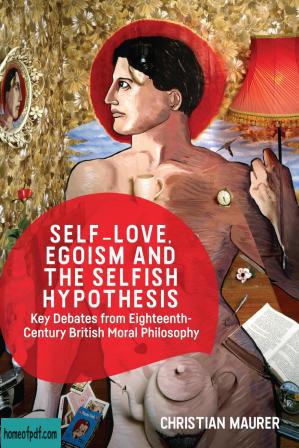 SELF-LOVE,
EGOISM AND
THE SELFISH
HYPOTHESIS
Key Debates from Eighteenth-
Century British Moral Philosophy
CHRISTIAN MAURER
homeofpdf.com